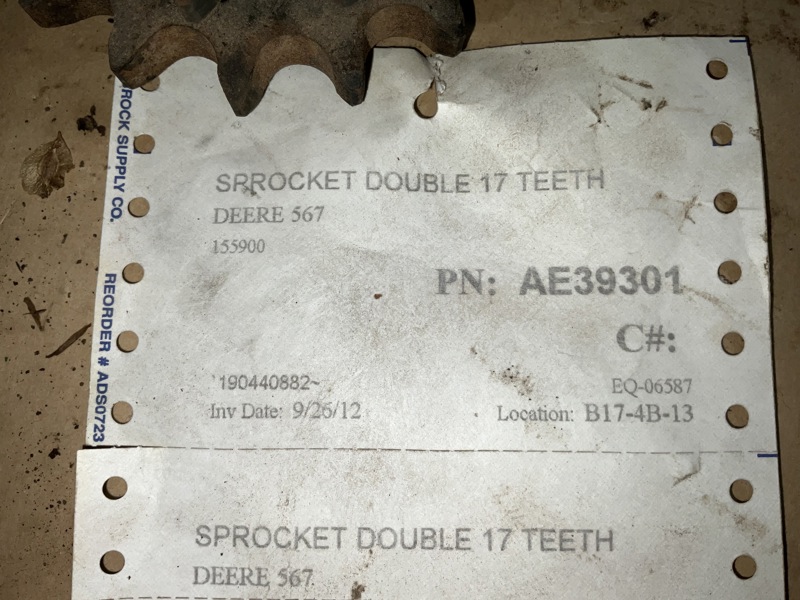 ROCK SUPPLY CO. REORDER # ADS0723
SPROCKET DOUBLE 17 TEETH
DEERE 567
155900
PN: AE39301
C#:
190440882~ EQ-06587
Inv Date: 9/26/12 Location: B17-4B-13
SPROCKET DOUBLE 17 TEETH
DEERE 567